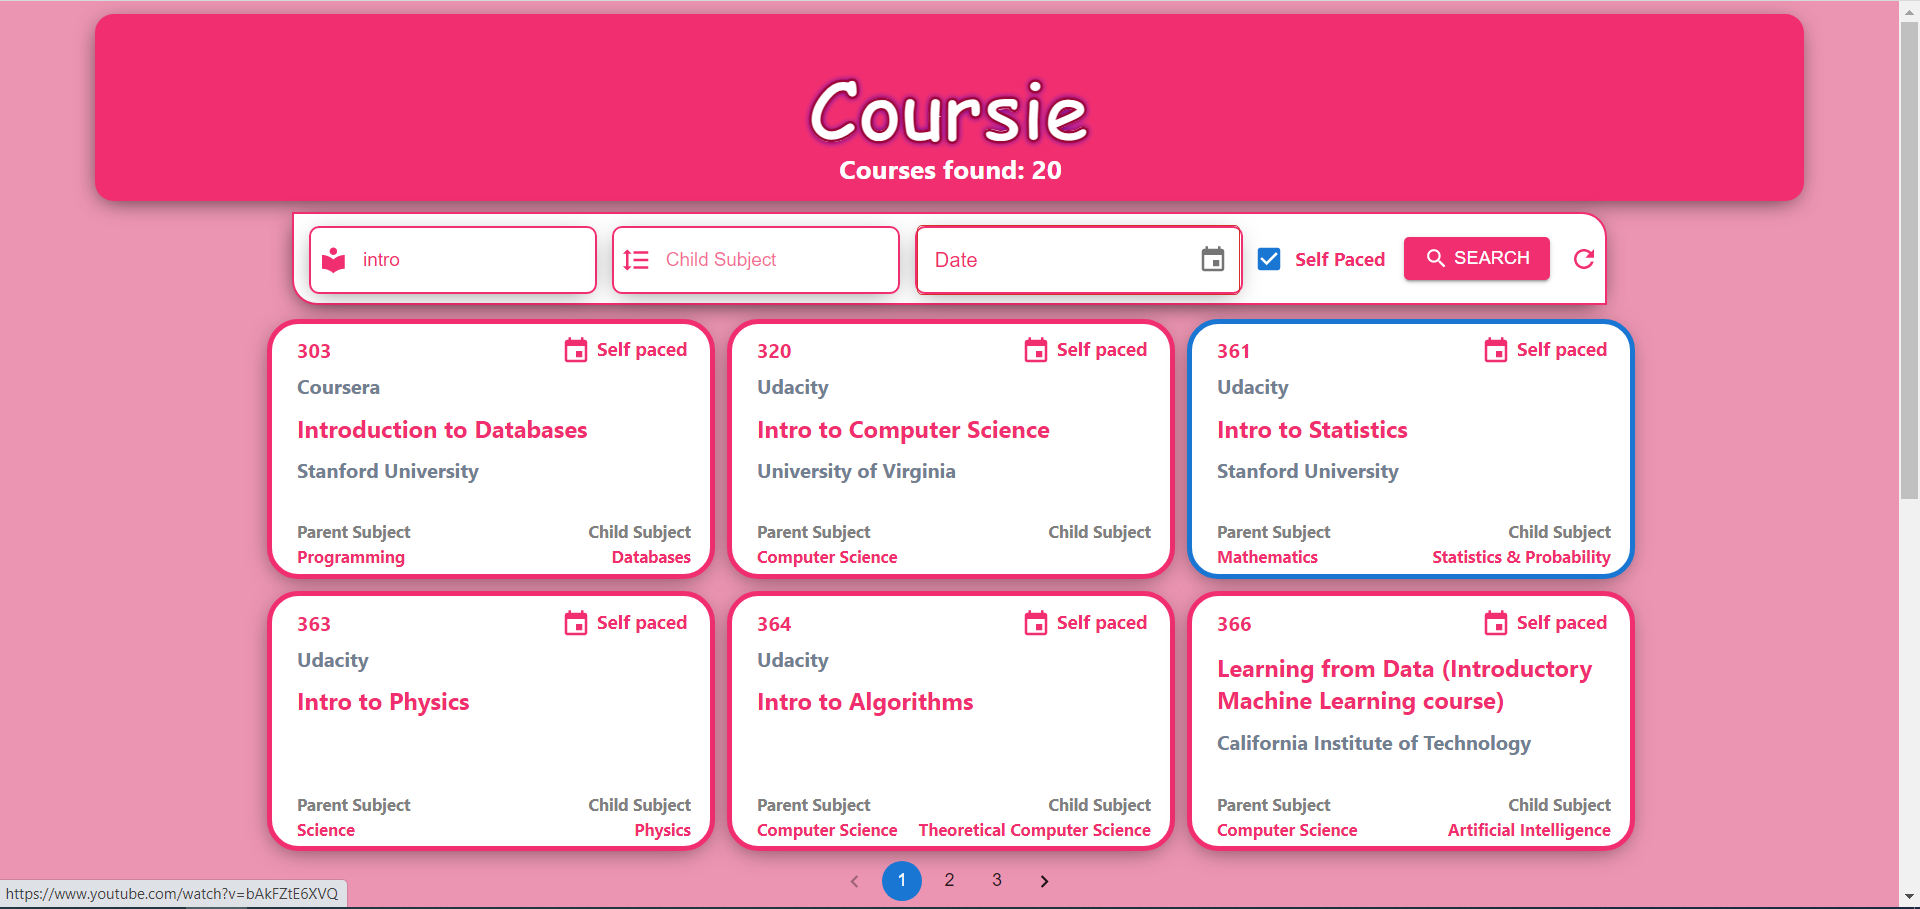 Coursie
Courses found: 20
intro
Child Subject
Date
Self Paced
SEARCH
303
Self paced
Coursera
Introduction to Databases
Stanford University
Parent Subject
Child Subject
Programming
Databases
320
Self paced
Udacity
Intro to Computer Science
University of Virginia
Parent Subject
Child Subject
Computer Science
361
Self paced
Udacity
Intro to Statistics
Stanford University
Parent Subject
Child Subject
Mathematics
Statistics & Probability
363
Self paced
Udacity
Intro to Physics
Parent Subject
Child Subject
Science
Physics
364
Self paced
Udacity
Intro to Algorithms
Parent Subject
Child Subject
Computer Science
Theoretical Computer Science
366
Self paced
Learning from Data (Introductory
Machine Learning course)
California Institute of Technology
Parent Subject
Child Subject
Computer Science
Artificial Intelligence
1 2 3
https://www.youtube.com/watch?v=bAkFZtE6XVQ